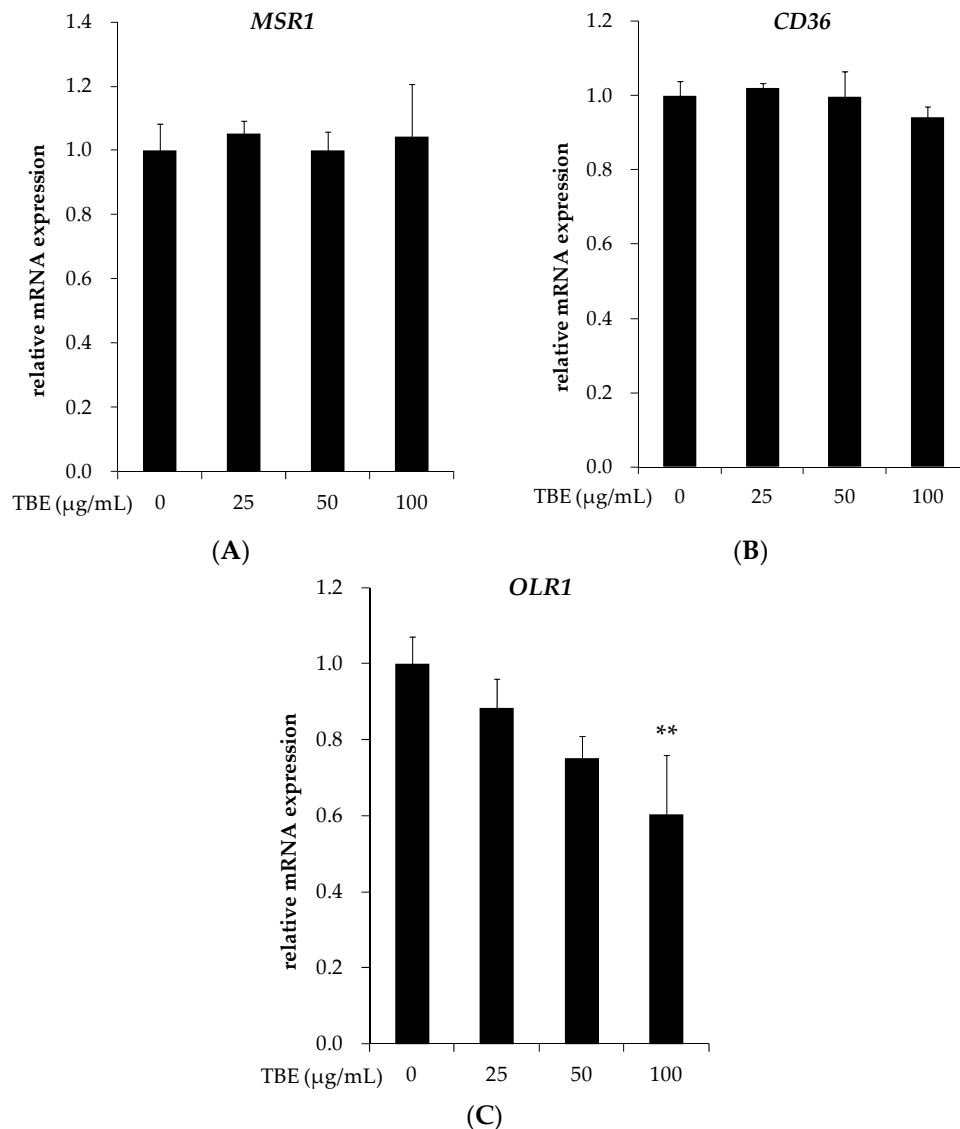 MSR1
1.4
1.2
1.0
0.8
0.6
0.4
0.2
0.0
relative mRNA expression
TBE (µg/mL) 0 25 50 100
(A)
CD36
1.2
1.0
0.8
0.6
0.4
0.2
0.0
relative mRNA expression
TBE (µg/mL) 0 25 50 100
(B)
OLR1
1.2
1.0
0.8
0.6
0.4
0.2
0.0
relative mRNA expression
**
TBE (µg/mL) 0 25 50 100
(C)